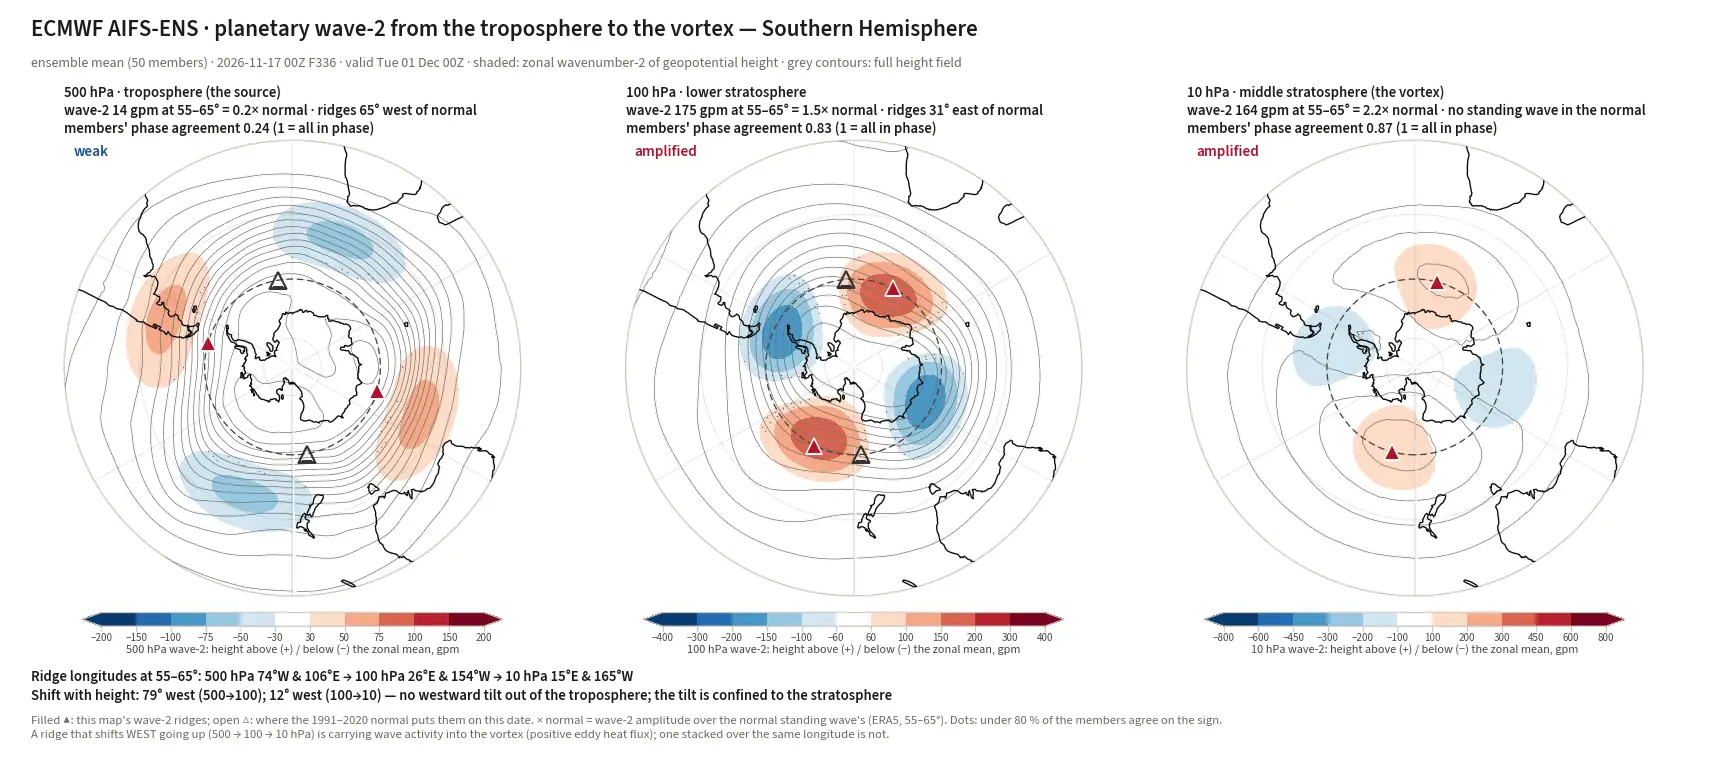 ECMWF AIFS-ENS · planetary wave-2 from the troposphere to the vortex — Southern Hemisphere
ensemble mean (50 members) · 2026-11-17 00Z F336 · valid Tue 01 Dec 00Z · shaded: zonal wavenumber-2 of geopotential height · grey contours: full height field
500 hPa · troposphere (the source)
wave-2 14 gpm at 55–65° = 0.2× normal · ridges 65° west of normal
members' phase agreement 0.24 (1 = all in phase)
weak
100 hPa · lower stratosphere
wave-2 175 gpm at 55–65° = 1.5× normal · ridges 31° east of normal
members' phase agreement 0.83 (1 = all in phase)
amplified
10 hPa · middle stratosphere (the vortex)
wave-2 164 gpm at 55–65° = 2.2× normal · no standing wave in the normal
members' phase agreement 0.87 (1 = all in phase)
amplified
−200 −150 −100 −75 −50 −30 30 50 75 100 150 200
500 hPa wave-2: height above (+) / below (−) the zonal mean, gpm
−400 −300 −200 −150 −100 −60 60 100 150 200 300 400
100 hPa wave-2: height above (+) / below (−) the zonal mean, gpm
−800 −600 −450 −300 −200 −100 100 200 300 450 600 800
10 hPa wave-2: height above (+) / below (−) the zonal mean, gpm
Ridge longitudes at 55–65°: 500 hPa 74°W & 106°E → 100 hPa 26°E & 154°W → 10 hPa 15°E & 165°W
Shift with height: 79° west (500→100); 12° west (100→10) — no westward tilt out of the troposphere; the tilt is confined to the stratosphere
Filled ▲: this map's wave-2 ridges; open △: where the 1991–2020 normal puts them on this date. × normal = wave-2 amplitude over the normal standing wave's (ERA5, 55–65°). Dots: under 80 % of the members agree on the sign.
A ridge that shifts WEST going up (500 → 100 → 10 hPa) is carrying wave activity into the vortex (positive eddy heat flux); one stacked over the same longitude is not.